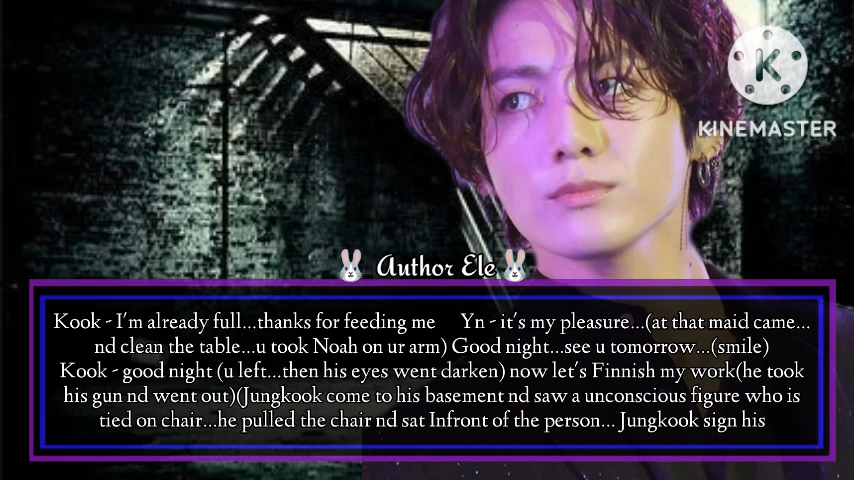 K
KINEMASTER
🐰 Author Ele 🐰
Kook - I'm already full...thanks for feeding me Yn - it's my pleasure...(at that maid came...
nd clean the table...u took Noah on ur arm) Good night...see u tomorrow...(smile)
Kook - good night (u left...then his eyes went darken) now let's Finnish my work(he took
his gun nd went out)(Jungkook come to his basement nd saw a unconscious figure who is
tied on chair...he pulled the chair nd sat Infront of the person... Jungkook sign his